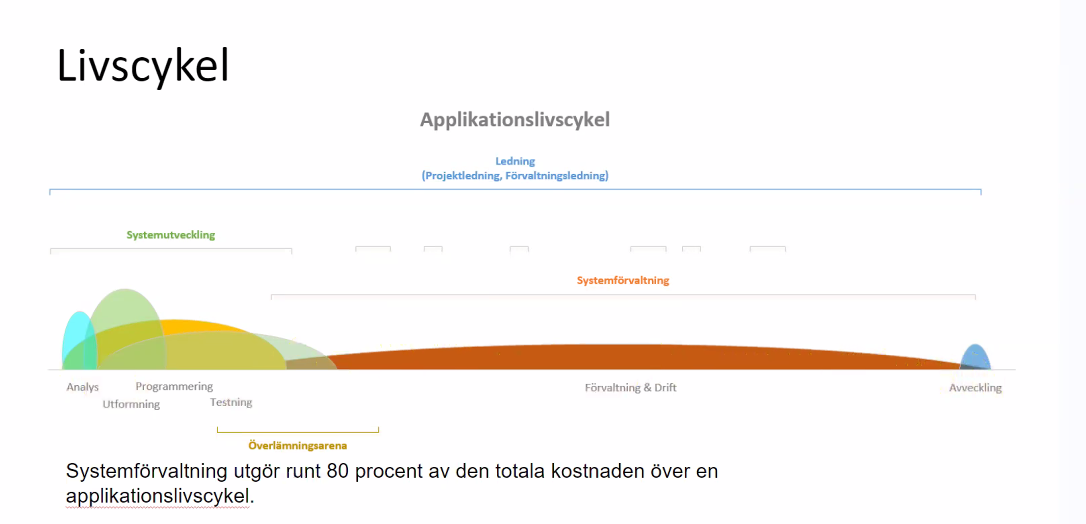 Livscykel
Applikationslivscykel
Ledning
(Projektledning, Förvaltningsledning)
Systemutveckling
Systemförvaltning
Analys
Programmering
Förvaltning & Drift
Avveckling
Utformning
Testning
Överlämningsarena
Systemförvaltning utgör runt 80 procent av den totala kostnaden över en
applikationslivscykel.